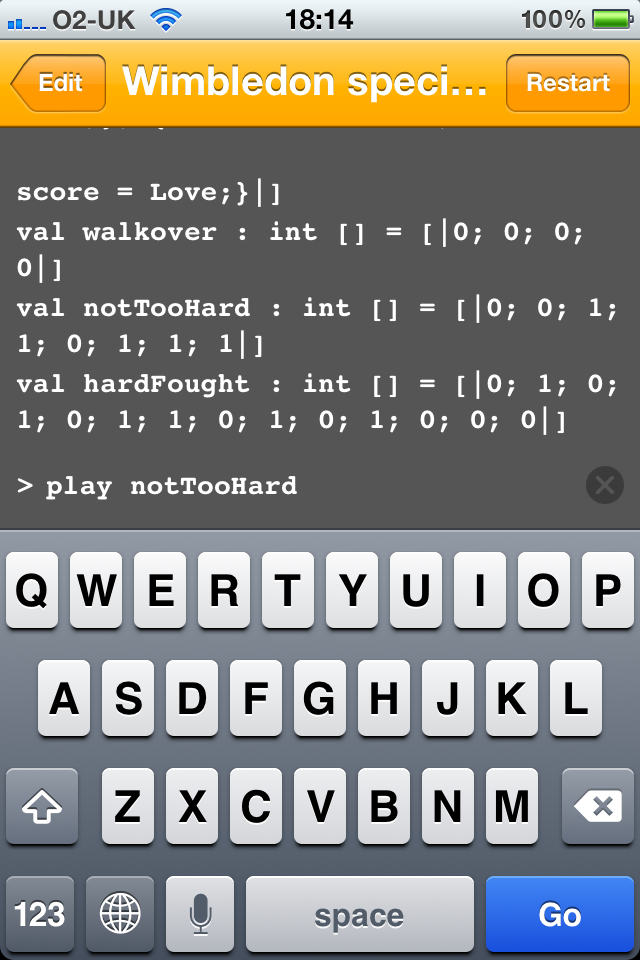 O2-UK 18:14 100%
Edit Wimbledon speci... Restart
score = Love;}|]
val walkover : int [] = [|0; 0; 0;
0|]
val notTooHard : int [] = [|0; 0; 1;
1; 0; 1; 1; 1|]
val hardFought : int [] = [|0; 1; 0;
1; 0; 1; 1; 0; 1; 0; 1; 0; 0; 0|]
> play notTooHard
Q W E R T Y U I O P
A S D F G H J K L
Z X C V B N M
123 space Go